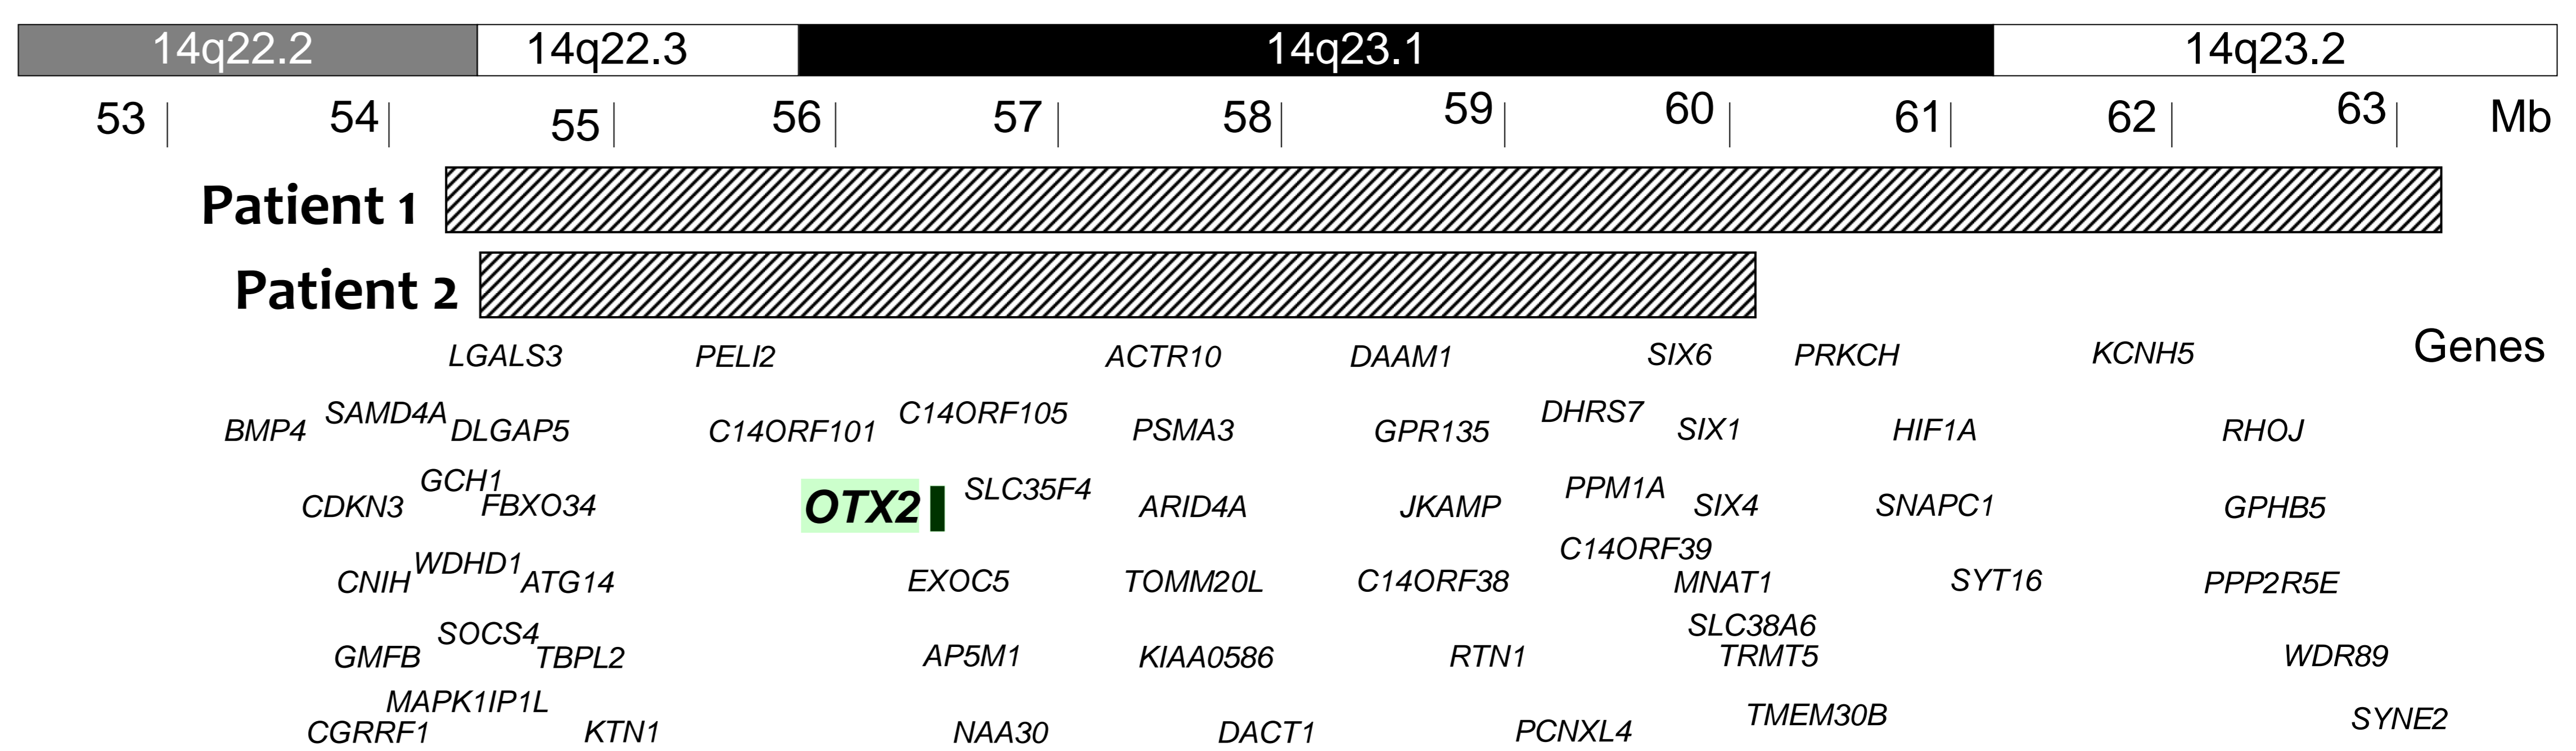 14q22.2 14q22.3 14q23.1 14q23.2
53 54 55 56 57 58 59 60 61 62 63 Mb
Patient 1
Patient 2
Genes
LGALS3 PELI2 ACTR10 DAAM1 SIX6 PRKCH KCNH5
SAMD4A C14ORF105 DHRS7
BMP4 DLGAP5 C14ORF101 PSMA3 GPR135 SIX1 HIF1A RHOJ
GCH1 SLC35F4 PPM1A
CDKN3 FBXO34 OTX2 ARID4A JKAMP SIX4 SNAPC1 GPHB5
WDHD1 C14ORF39
CNIH ATG14 EXOC5 TOMM20L C14ORF38 MNAT1 SYT16 PPP2R5E
SOCS4 SLC38A6
GMFB TBPL2 AP5M1 KIAA0586 RTN1 TRMT5 WDR89
MAPK1IP1L TMEM30B SYNE2
CGRRF1 KTN1 NAA30 DACT1 PCNXL4